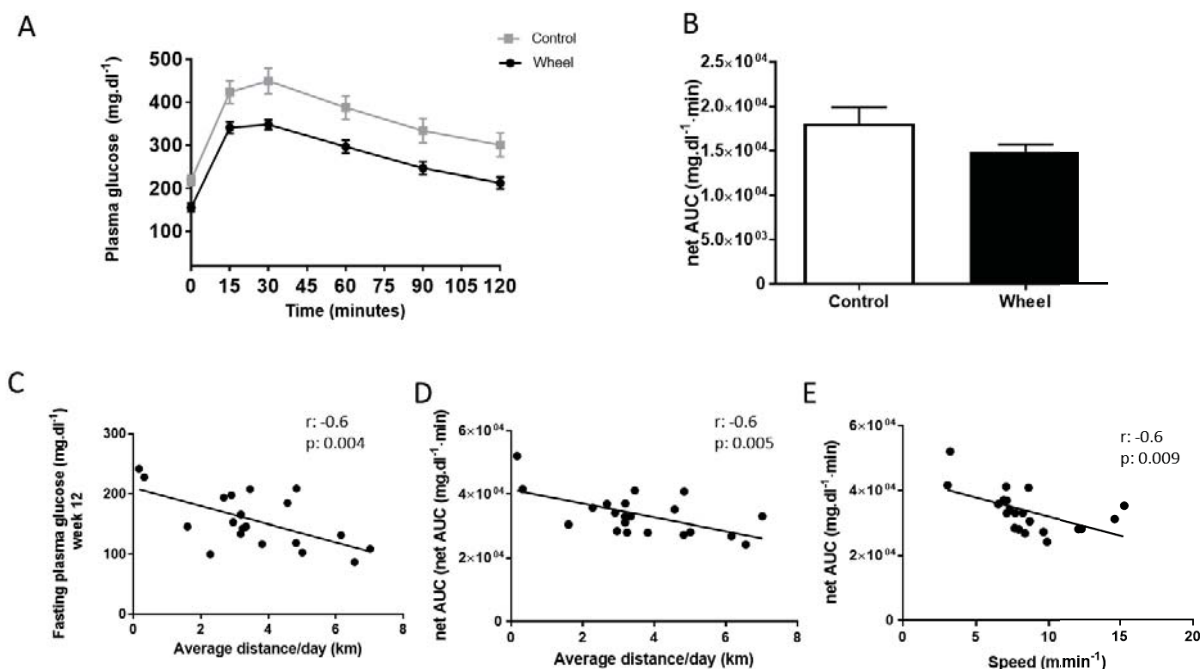 A
Control
Wheel
Plasma glucose (mg.dl⁻¹)
500
400
300
200
100
0 15 30 45 60 75 90 105 120
Time (minutes)
B
net AUC (mg.dl⁻¹·min)
2.5×10⁰⁴
2.0×10⁰⁴
1.5×10⁰⁴
1.0×10⁰⁴
5.0×10⁰³
0
Control Wheel
C
Fasting plasma glucose (mg.dl⁻¹)
week 12
r: -0.6
p: 0.004
300
200
100
0
0 2 4 6 8
Average distance/day (km)
D
net AUC (net AUC (mg.dl⁻¹·min)
r: -0.6
p: 0.005
6×10⁰⁴
4×10⁰⁴
2×10⁰⁴
0
0 2 4 6 8
Average distance/day (km)
E
net AUC (mg.dl⁻¹·min)
r: -0.6
p: 0.009
6×10⁰⁴
4×10⁰⁴
2×10⁰⁴
0
0 5 10 15 20
Speed (m.min⁻¹)